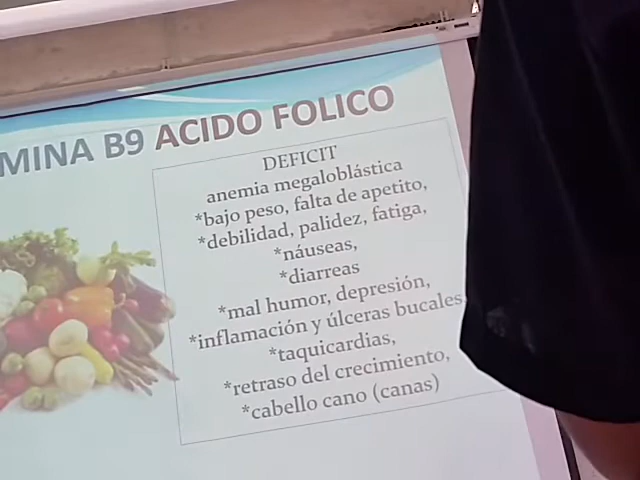 MINA B9 ACIDO FOLICO
DEFICIT
anemia megaloblástica
*bajo peso, falta de apetito,
*debilidad, palidez, fatiga,
*náuseas,
*diarreas
*mal humor, depresión,
*inflamación y úlceras bucales
*taquicardias,
*retraso del crecimiento,
*cabello cano (canas)